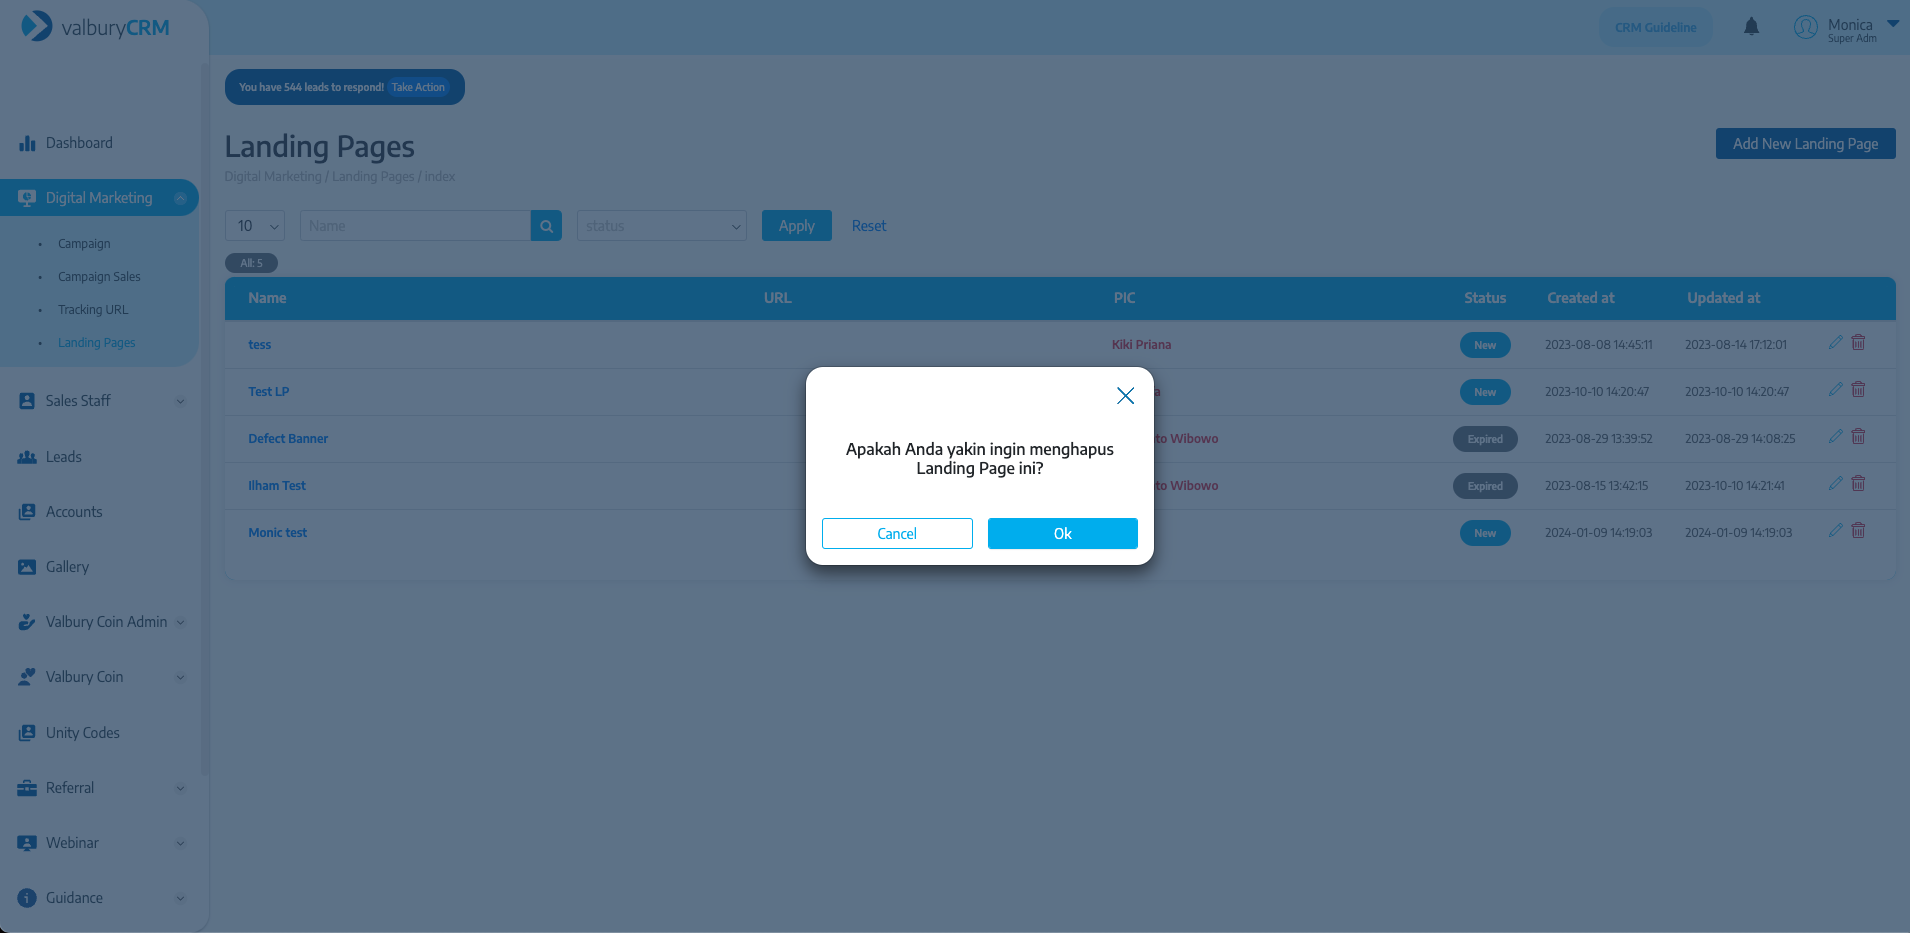 valburyCRM
CRM Guideline
Monica
Super Adm
You have 544 leads to respond! Take Action
Dashboard
Digital Marketing
Campaign
Campaign Sales
Tracking URL
Landing Pages
Sales Staff
Leads
Accounts
Gallery
Valbury Coin Admin
Valbury Coin
Unity Codes
Referral
Webinar
Guidance
Landing Pages
Add New Landing Page
Digital Marketing / Landing Pages / index
10 Name status Apply Reset
All: 5
Name URL PIC Status Created at Updated at
tess Kiki Priana New 2023-08-08 14:45:11 2023-08-14 17:12:01
Test LP New 2023-10-10 14:20:47 2023-10-10 14:20:47
Defect Banner Wibowo Expired 2023-08-29 13:39:52 2023-08-29 14:08:25
Ilham Test Wibowo Expired 2023-08-15 13:42:15 2023-10-10 14:21:41
Monic test New 2024-01-09 14:19:03 2024-01-09 14:19:03
Apakah Anda yakin ingin menghapus
Landing Page ini?
Cancel Ok